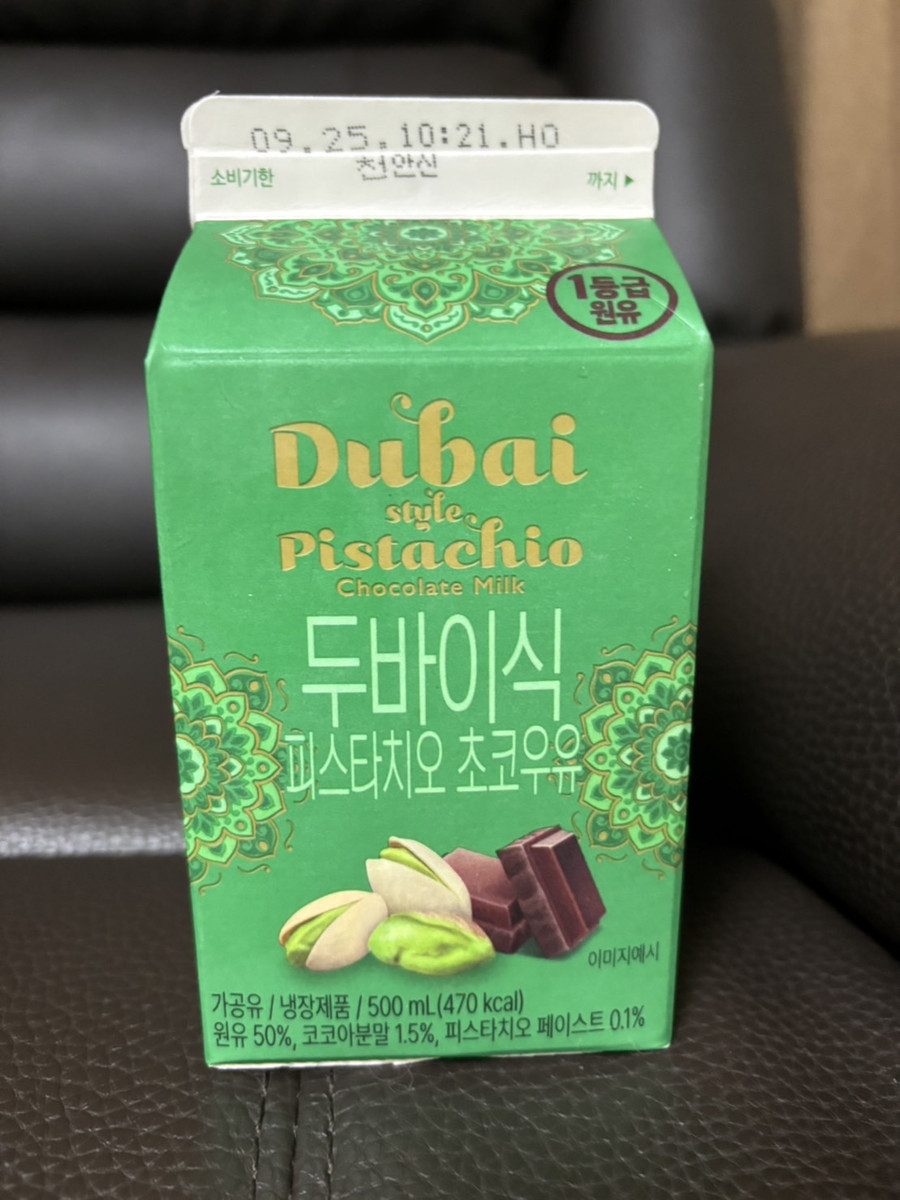 09.25.10:21.HO
천안신
소비기한 까지 ▶
1등급
원유
Dubai
style
Pistachio
Chocolate Milk
두바이식
피스타치오 초코우유
이미지예시
가공유 / 냉장제품 / 500 mL(470 kcal)
원유 50%, 코코아분말 1.5%, 피스타치오 페이스트 0.1%